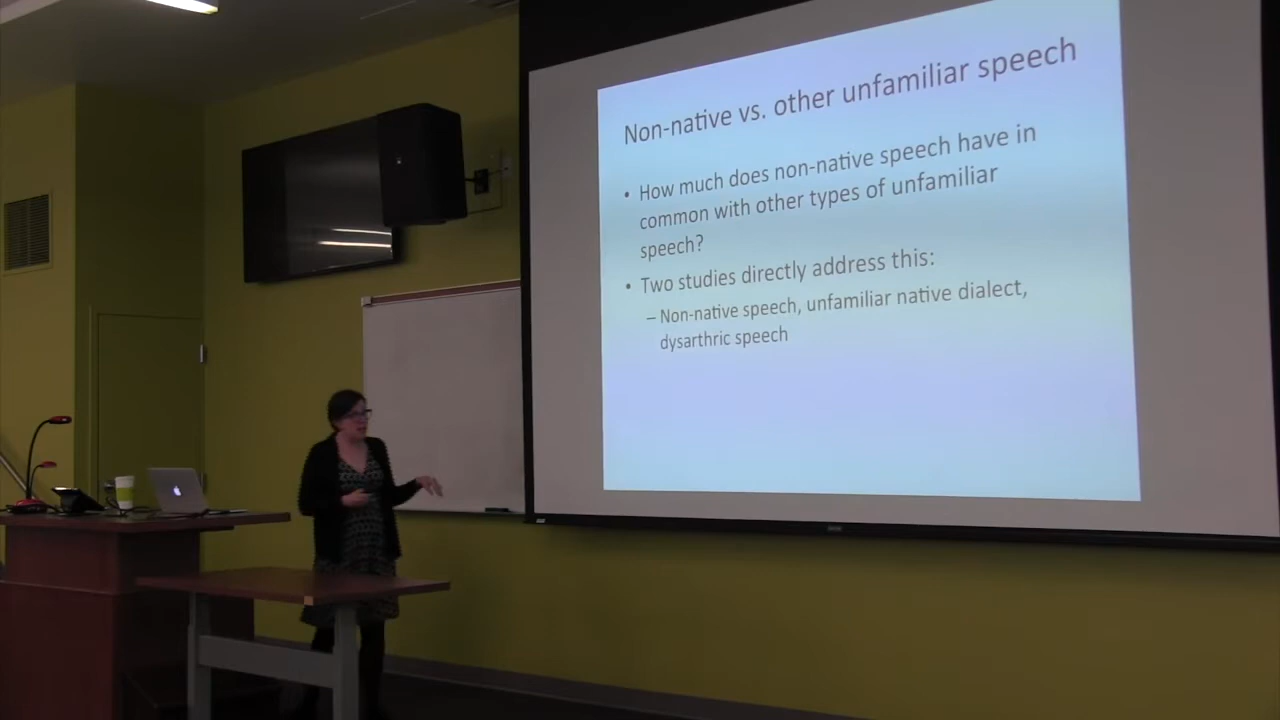 Non-native vs. other unfamiliar speech
• How much does non-native speech have in
common with other types of unfamiliar
speech?
• Two studies directly address this:
– Non-native speech, unfamiliar native dialect,
dysarthric speech